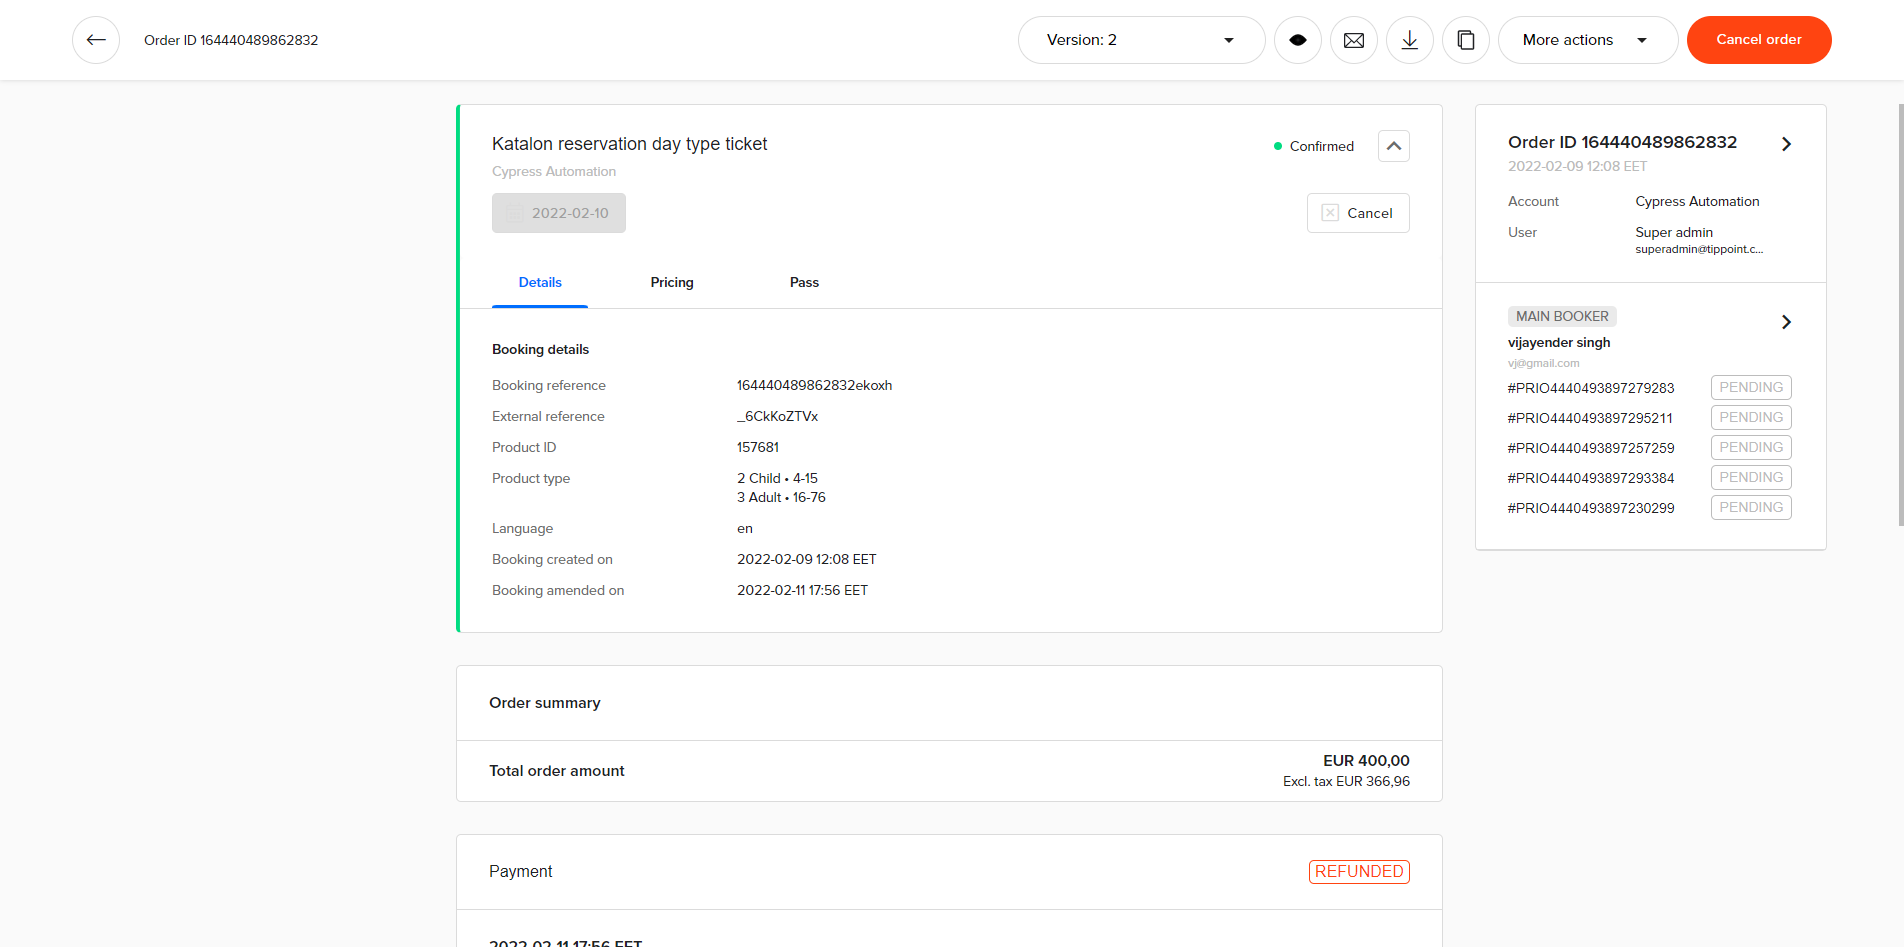 Order ID 164440489862832
Version: 2
More actions
Cancel order
Katalon reservation day type ticket
Confirmed
Cypress Automation
2022-02-10
Cancel
Details
Pricing
Pass
Booking details
Booking reference 164440489862832ekoxh
External reference _6CkKoZTVx
Product ID 157681
Product type 2 Child • 4-15
3 Adult • 16-76
Language en
Booking created on 2022-02-09 12:08 EET
Booking amended on 2022-02-11 17:56 EET
Order summary
Total order amount EUR 400,00
Excl. tax EUR 366,96
Payment REFUNDED
2022-02-11 17:56 EET
Order ID 164440489862832
2022-02-09 12:08 EET
Account Cypress Automation
User Super admin
superadmin@tippoint.c...
MAIN BOOKER
vijayender singh
vj@gmail.com
#PRIO4440493897279283 PENDING
#PRIO4440493897295211 PENDING
#PRIO4440493897257259 PENDING
#PRIO4440493897293384 PENDING
#PRIO4440493897230299 PENDING